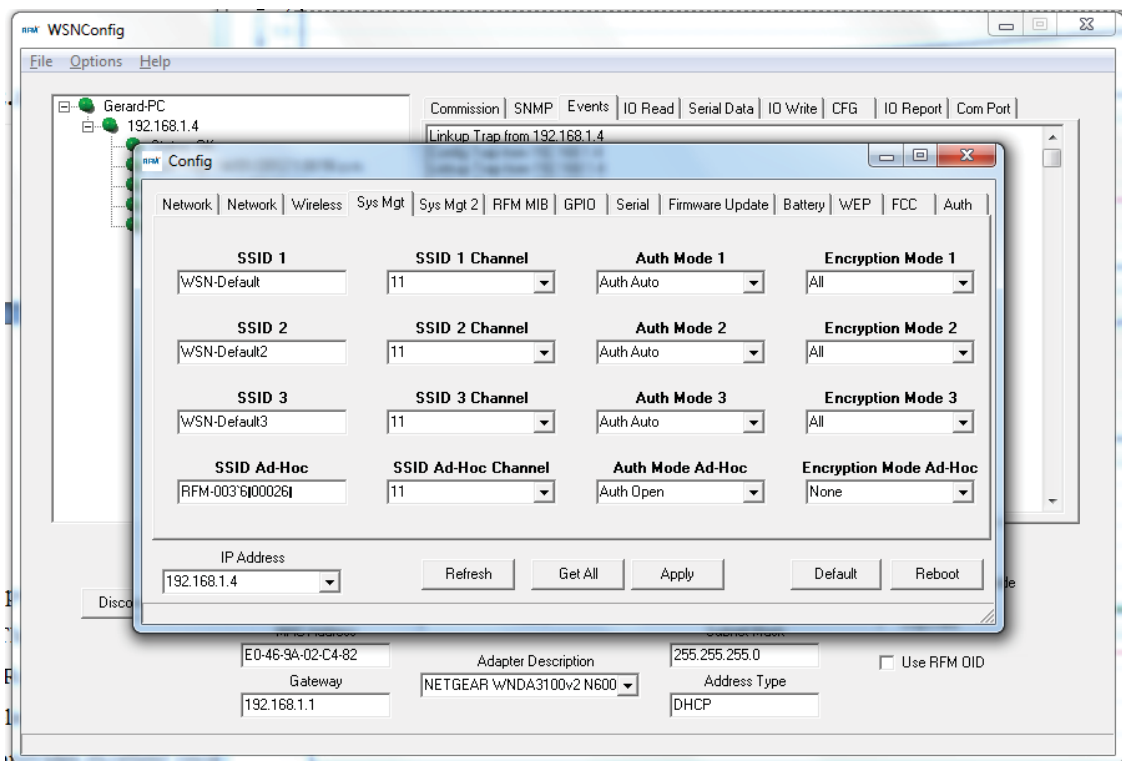 RFM WSNConfig
File Options Help
Gerard-PC
192.168.1.4
Commission SNMP Events IO Read Serial Data IO Write CFG IO Report Com Port
Linkup Trap from 192.168.1.4
RFM Config
Network Network Wireless Sys Mgt Sys Mgt 2 RFM MIB GPIO Serial Firmware Update Battery WEP FCC Auth
SSID 1 SSID 1 Channel Auth Mode 1 Encryption Mode 1
WSN-Default 11 Auth Auto All
SSID 2 SSID 2 Channel Auth Mode 2 Encryption Mode 2
WSN-Default2 11 Auth Auto All
SSID 3 SSID 3 Channel Auth Mode 3 Encryption Mode 3
WSN-Default3 11 Auth Auto All
SSID Ad-Hoc SSID Ad-Hoc Channel Auth Mode Ad-Hoc Encryption Mode Ad-Hoc
11 Auth Open None
IP Address
192.168.1.4 Refresh Get All Apply Default Reboot
Disco
MAC Address Subnet Mask
E0-46-9A-02-C4-82 Adapter Description 255.255.255.0 Use RFM OID
Gateway NETGEAR WNDA3100v2 N600 Address Type
192.168.1.1 DHCP